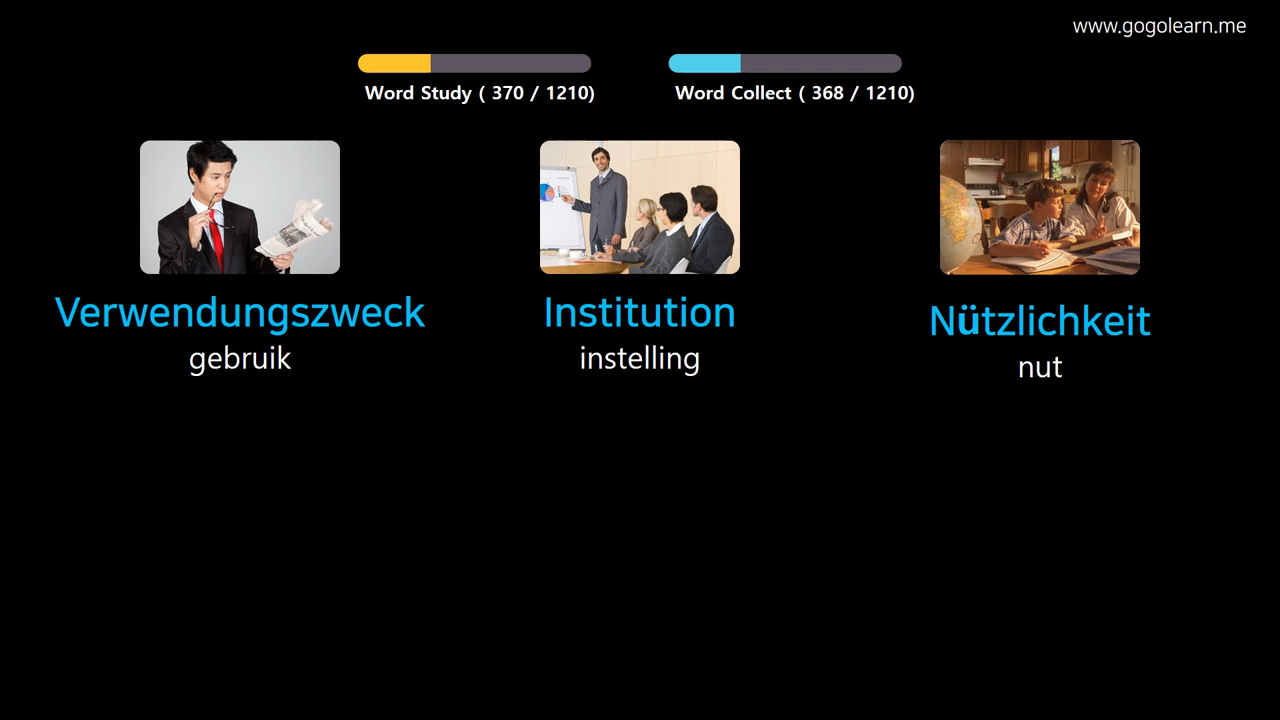 www.gogolearn.me
Word Study ( 370 / 1210)
Word Collect ( 368 / 1210)
Verwendungszweck
gebruik
Institution
instelling
Nützlichkeit
nut